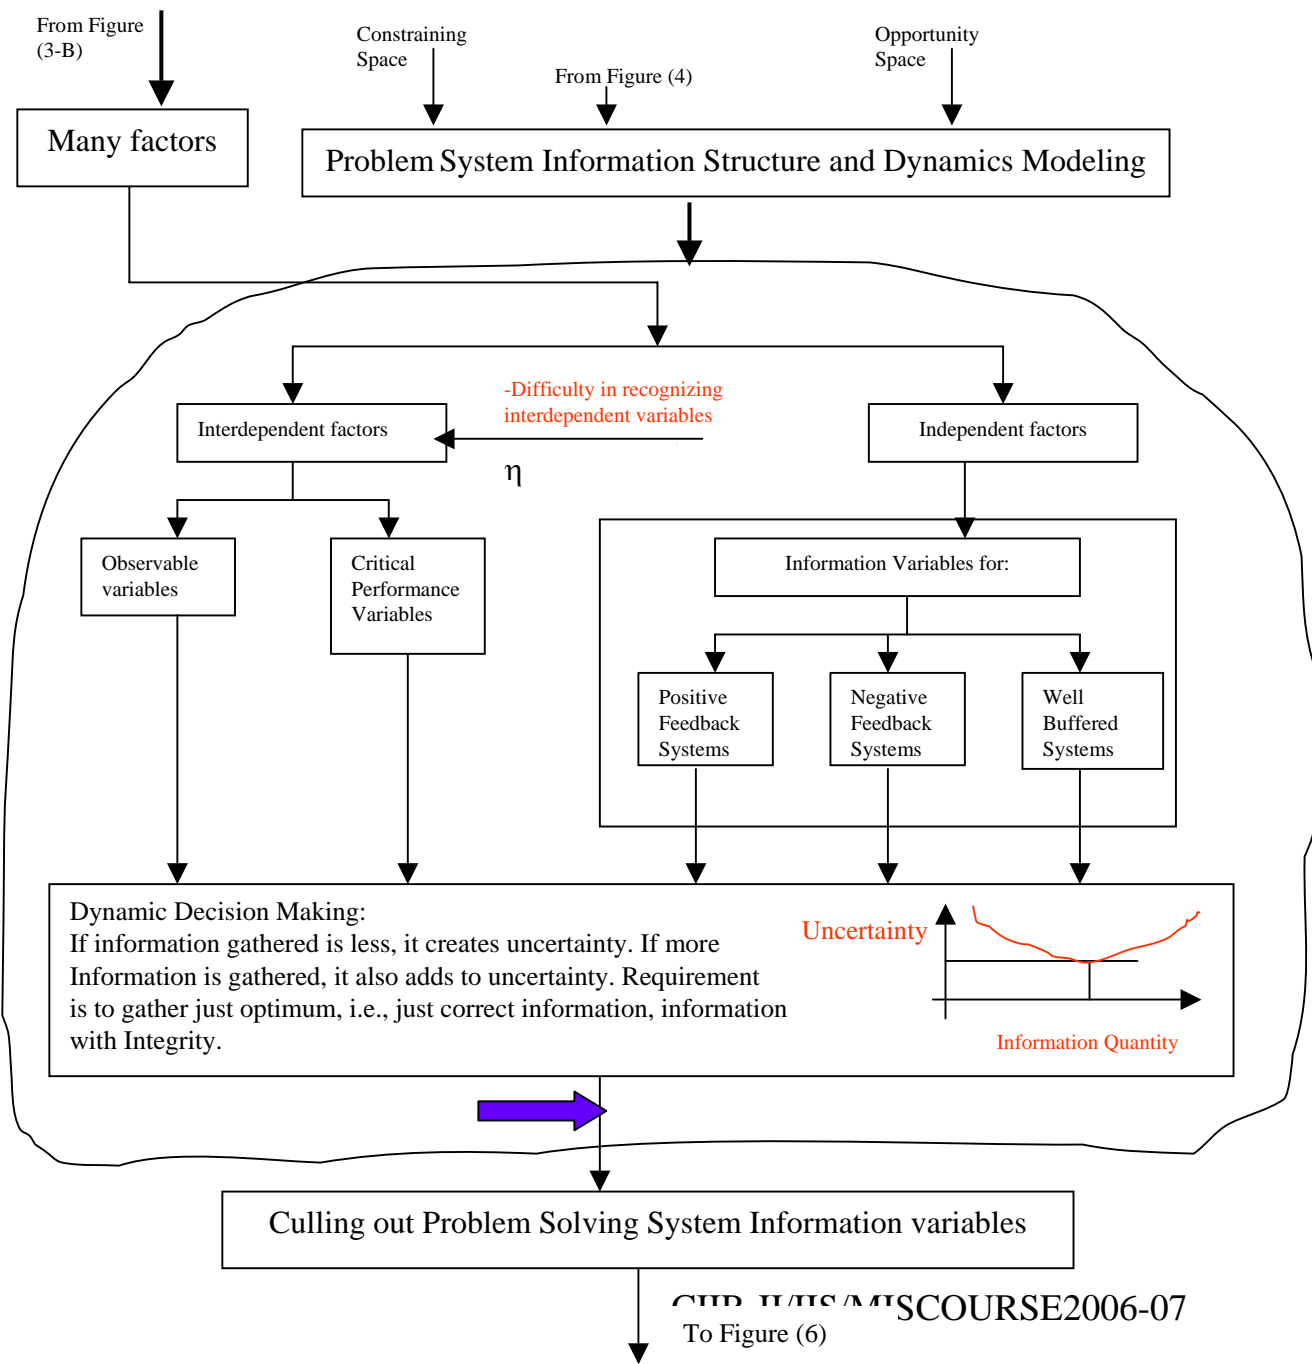 From Figure
(3-B)
Constraining
Space
From Figure (4)
Opportunity
Space
Many factors
Problem System Information Structure and Dynamics Modeling
-Difficulty in recognizing
interdependent variables
Interdependent factors
η
Independent factors
Observable
variables
Critical
Performance
Variables
Information Variables for:
Positive
Feedback
Systems
Negative
Feedback
Systems
Well
Buffered
Systems
Dynamic Decision Making:
If information gathered is less, it creates uncertainty. If more
Information is gathered, it also adds to uncertainty. Requirement
is to gather just optimum, i.e., just correct information, information
with Integrity.
Uncertainty
Information Quantity
Culling out Problem Solving System Information variables
SCOURSE2006-07
To Figure (6)